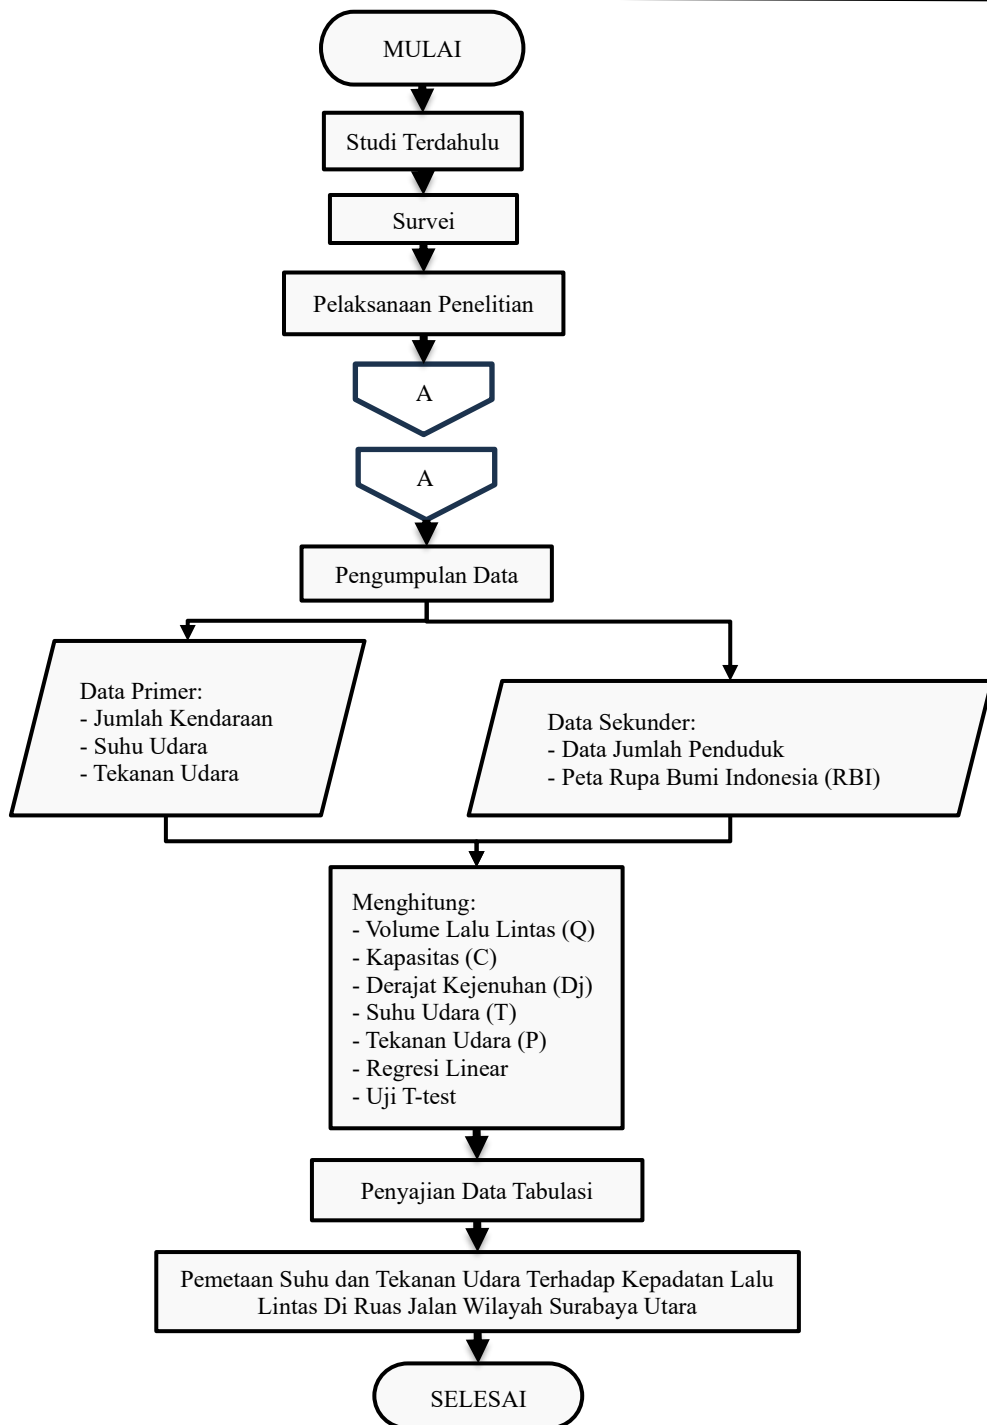 MULAI
Studi Terdahulu
Survei
Pelaksanaan Penelitian
A
A
Pengumpulan Data
Data Primer:
- Jumlah Kendaraan
- Suhu Udara
- Tekanan Udara
Data Sekunder:
- Data Jumlah Penduduk
- Peta Rupa Bumi Indonesia (RBI)
Menghitung:
- Volume Lalu Lintas (Q)
- Kapasitas (C)
- Derajat Kejenuhan (Dj)
- Suhu Udara (T)
- Tekanan Udara (P)
- Regresi Linear
- Uji T-test
Penyajian Data Tabulasi
Pemetaan Suhu dan Tekanan Udara Terhadap Kepadatan Lalu
Lintas Di Ruas Jalan Wilayah Surabaya Utara
SELESAI